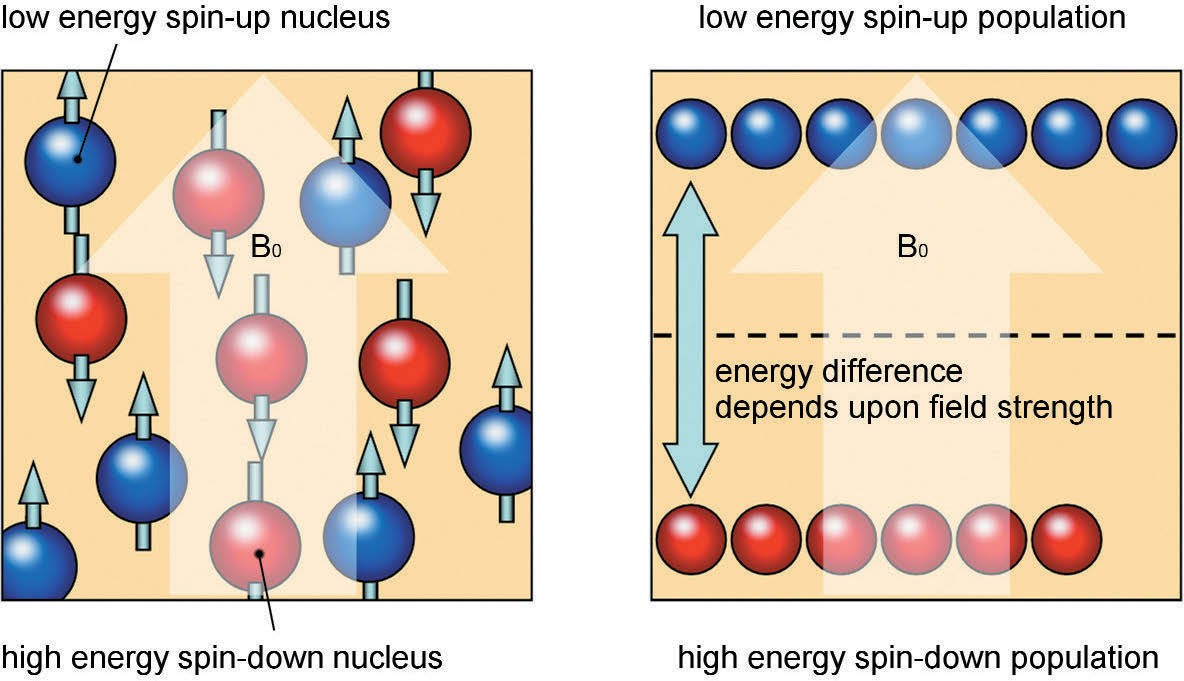 low energy spin-up nucleus
low energy spin-up population
B0
B0
energy difference
depends upon field strength
high energy spin-down nucleus
high energy spin-down population